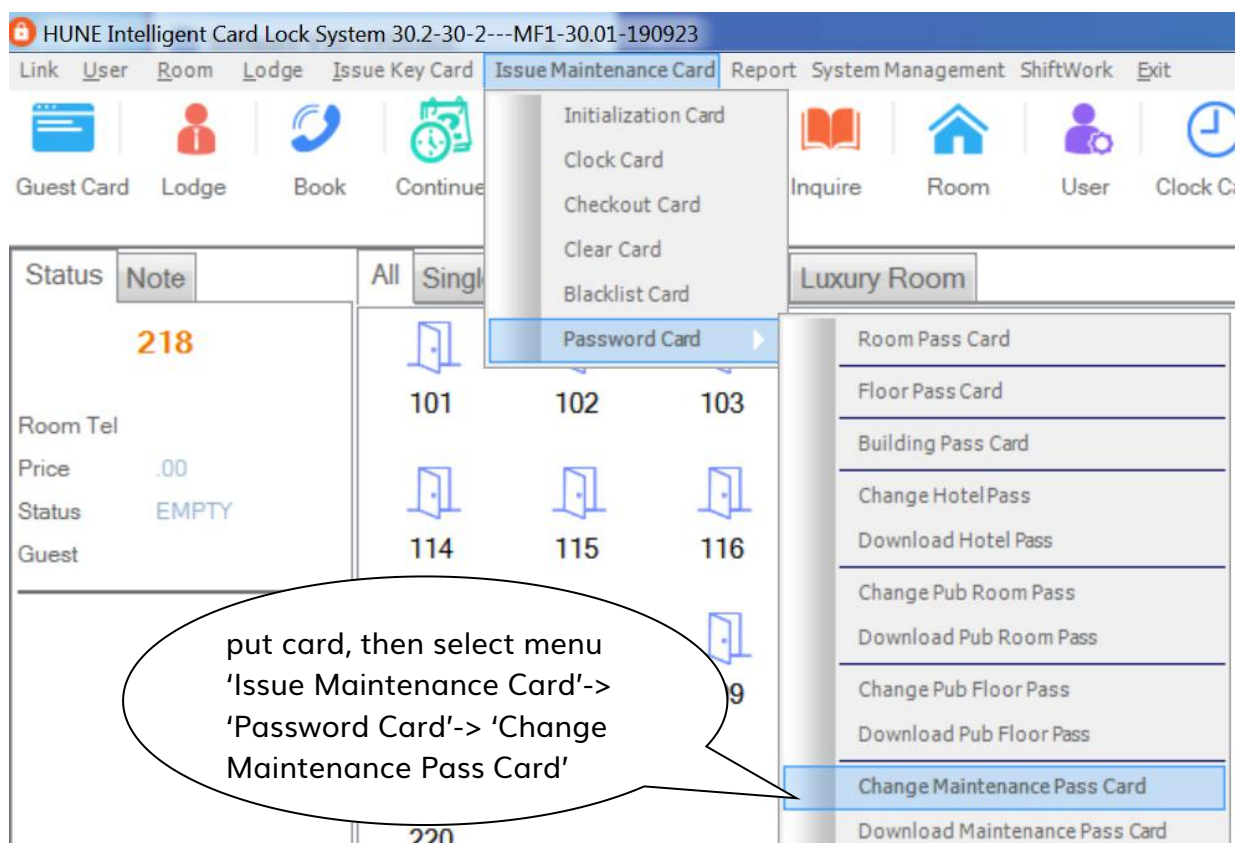 HUNE Intelligent Card Lock System 30.2-30-2---MF1-30.01-190923
Link User Room Lodge Issue Key Card Issue Maintenance Card Report System Management ShiftWork Exit
Initialization Card
Clock Card
Checkout Card
Clear Card
Blacklist Card
Password Card
Guest Card Lodge Book Continue Inquire Room User Clock Ca
Status Note
All Singl Luxury Room
218
Room Tel
Price .00
Status EMPTY
Guest
101 102 103
114 115 116
9
220
Room Pass Card
Floor Pass Card
Building Pass Card
Change Hotel Pass
Download Hotel Pass
Change Pub Room Pass
Download Pub Room Pass
Change Pub Floor Pass
Download Pub Floor Pass
Change Maintenance Pass Card
Download Maintenance Pass Card
put card, then select menu
‘Issue Maintenance Card’->
‘Password Card’-> ‘Change
Maintenance Pass Card’